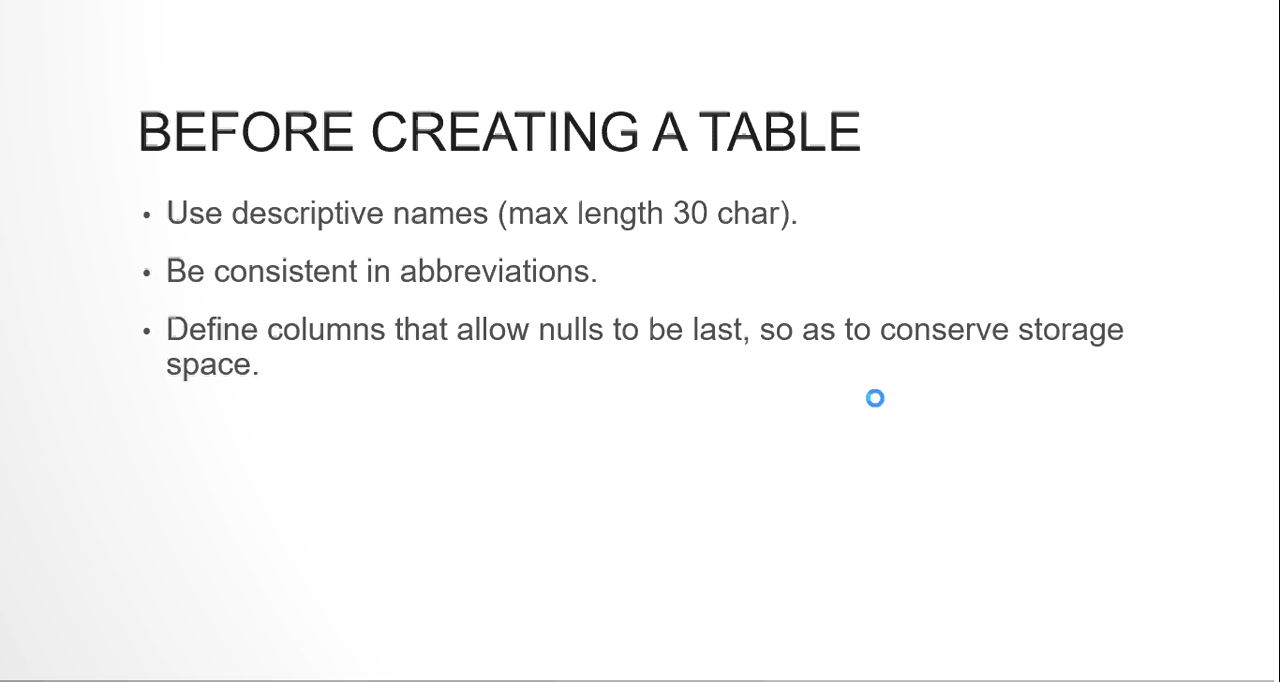 BEFORE CREATING A TABLE
• Use descriptive names (max length 30 char).
• Be consistent in abbreviations.
• Define columns that allow nulls to be last, so as to conserve storage
space.